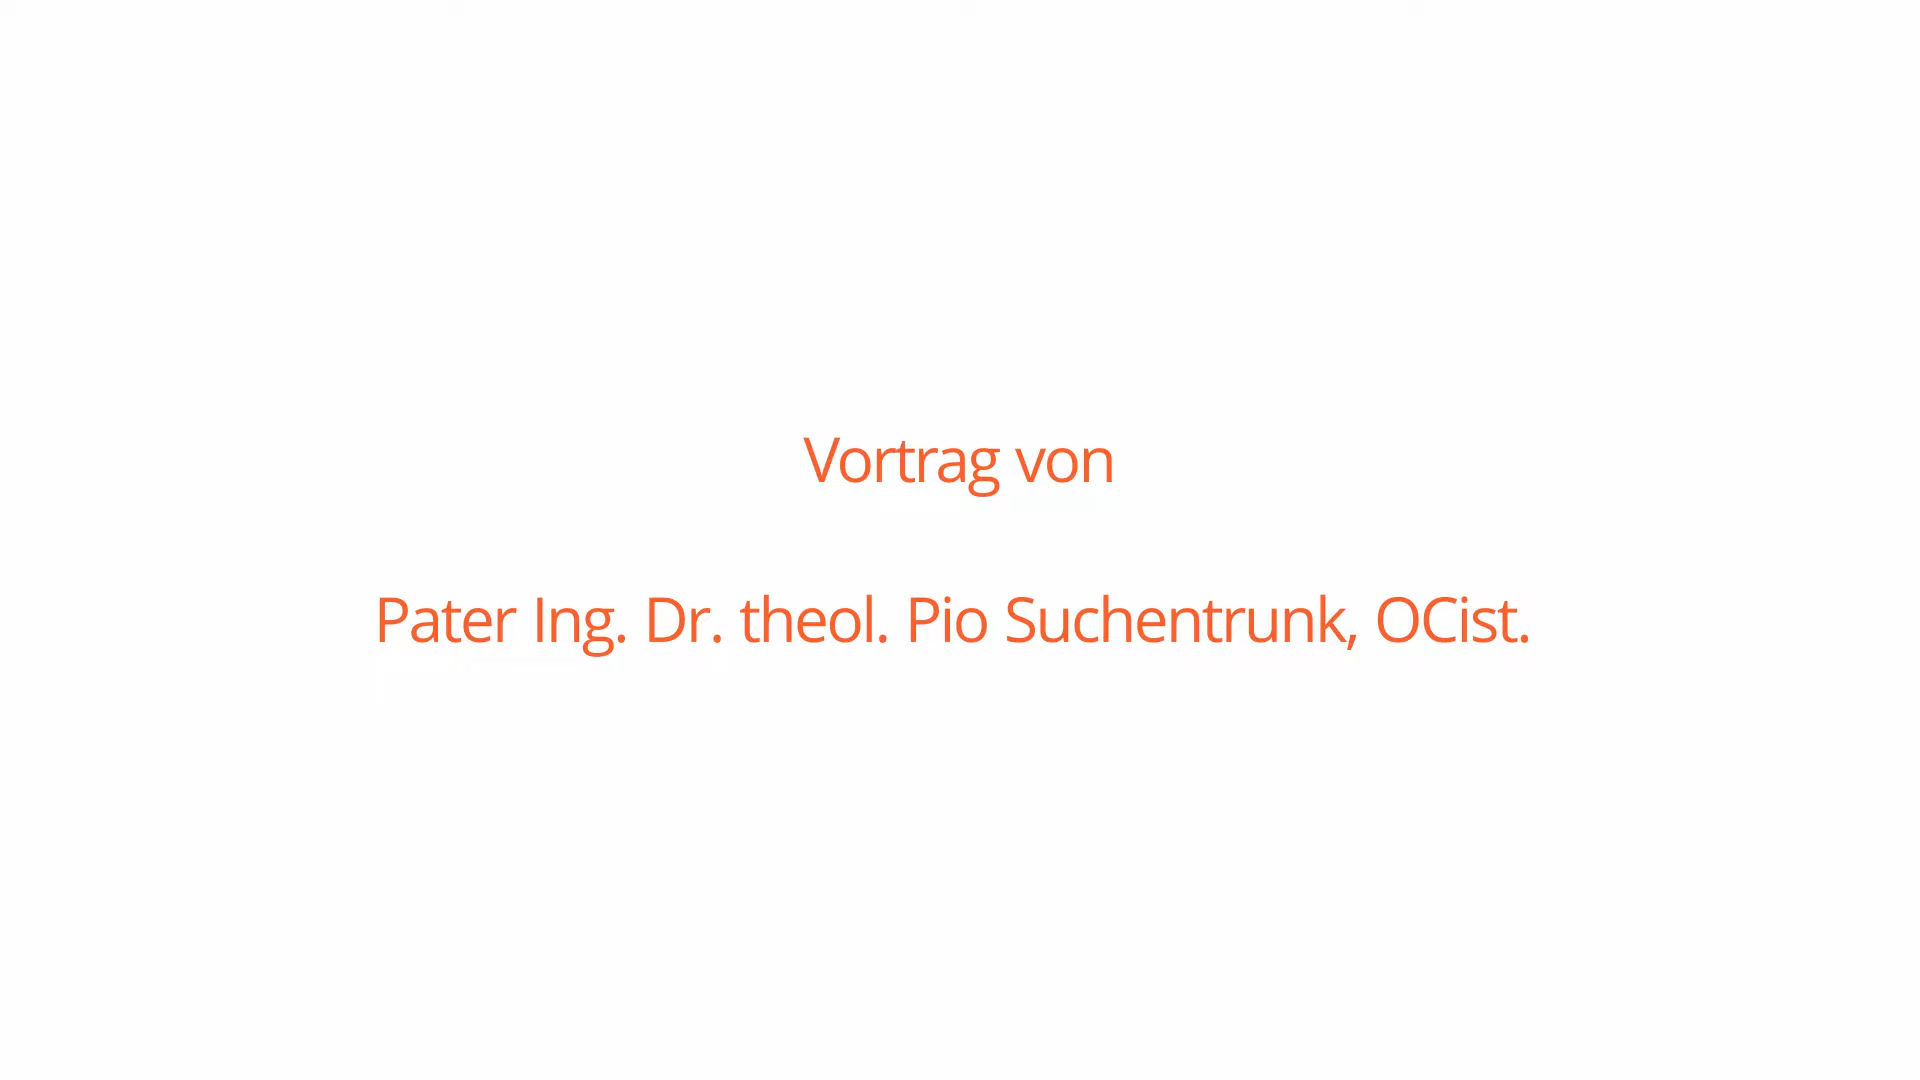 Vortrag von
Pater Ing. Dr. theol. Pio Suchentrunk, OCist.